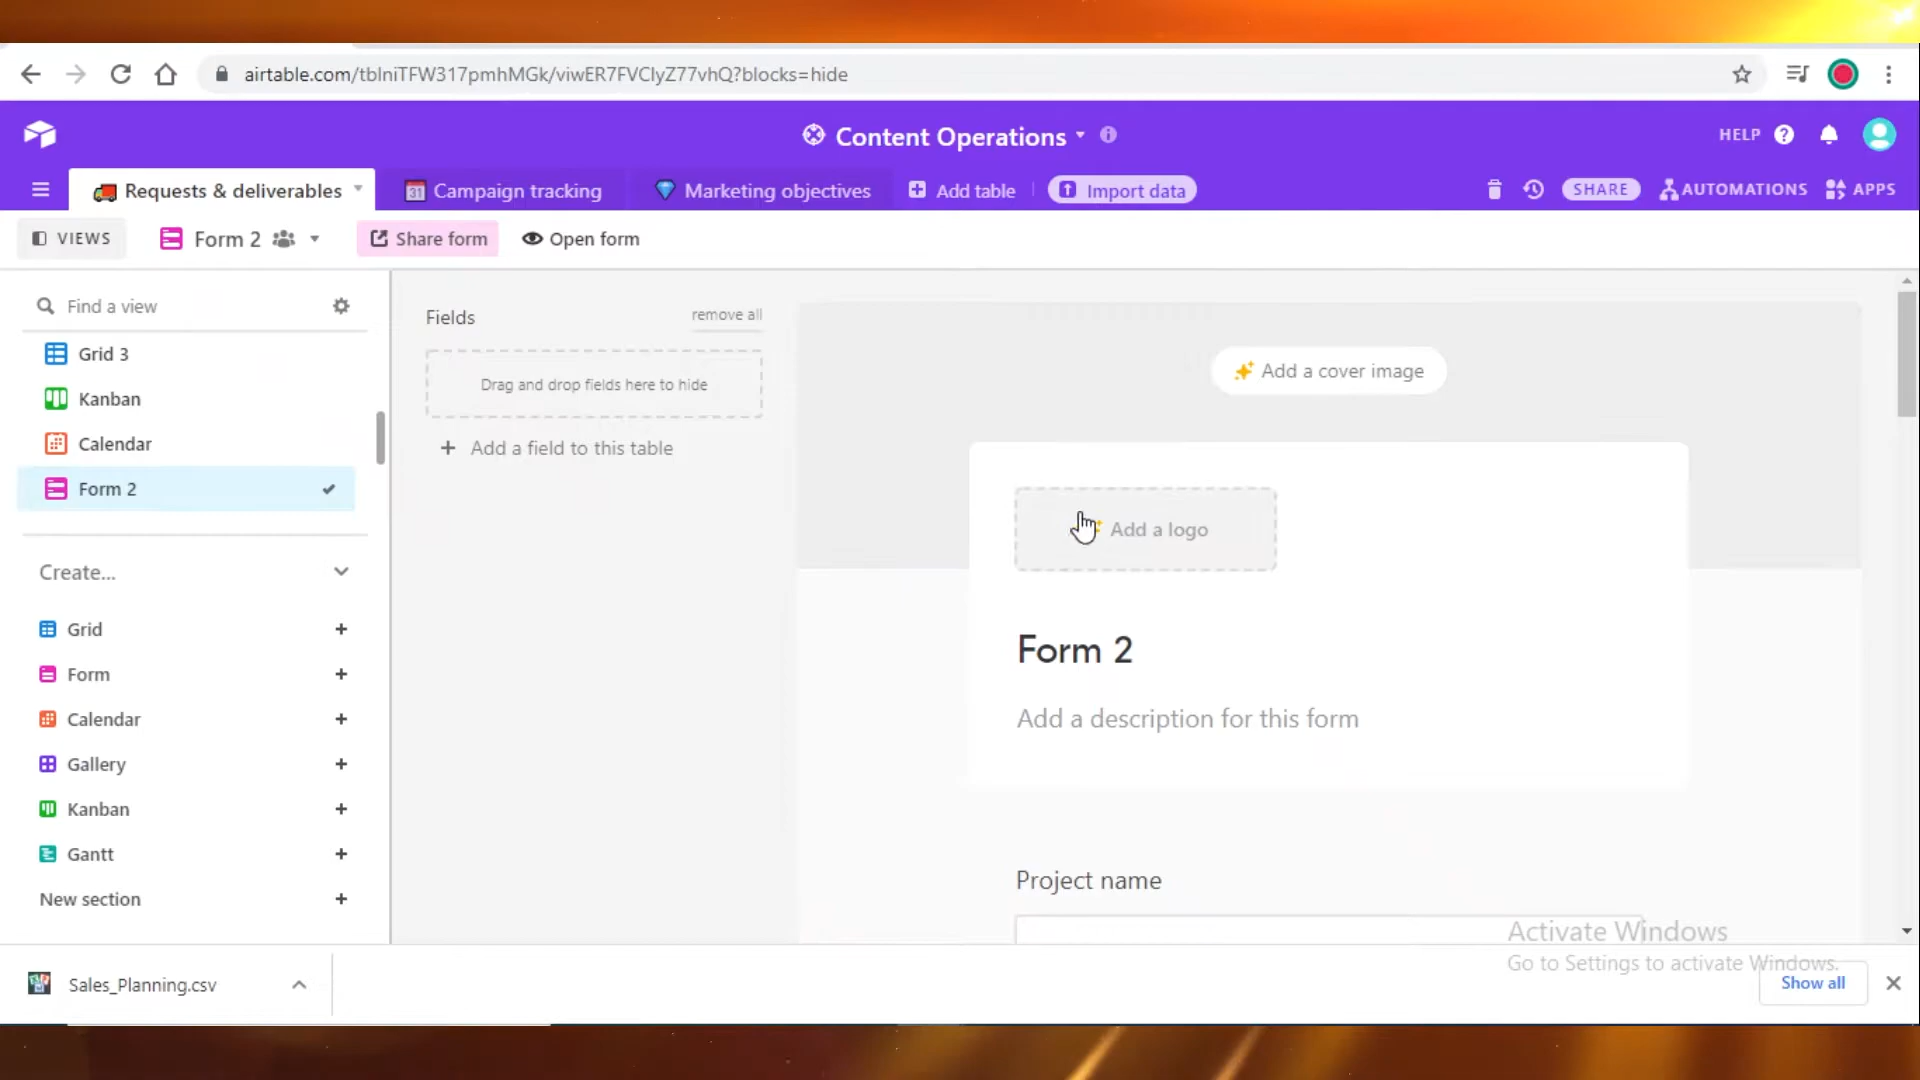 airtable.com/tblniTFW317pmhMGk/viwER7FVCIyZ77vhQ?blocks=hide
Content Operations
HELP
Requests & deliverables
31 Campaign tracking
Marketing objectives
Add table
Import data
SHARE
AUTOMATIONS
APPS
VIEWS
Form 2
Share form
Open form
Find a view
Grid 3
Kanban
Calendar
Form 2
Create...
Grid
Form
Calendar
Gallery
Kanban
Gantt
New section
Fields
remove all
Drag and drop fields here to hide
Add a field to this table
Add a cover image
Add a logo
Form 2
Add a description for this form
Project name
Activate Windows
Go to Settings to activate Windows.
Sales_Planning.csv
Show all